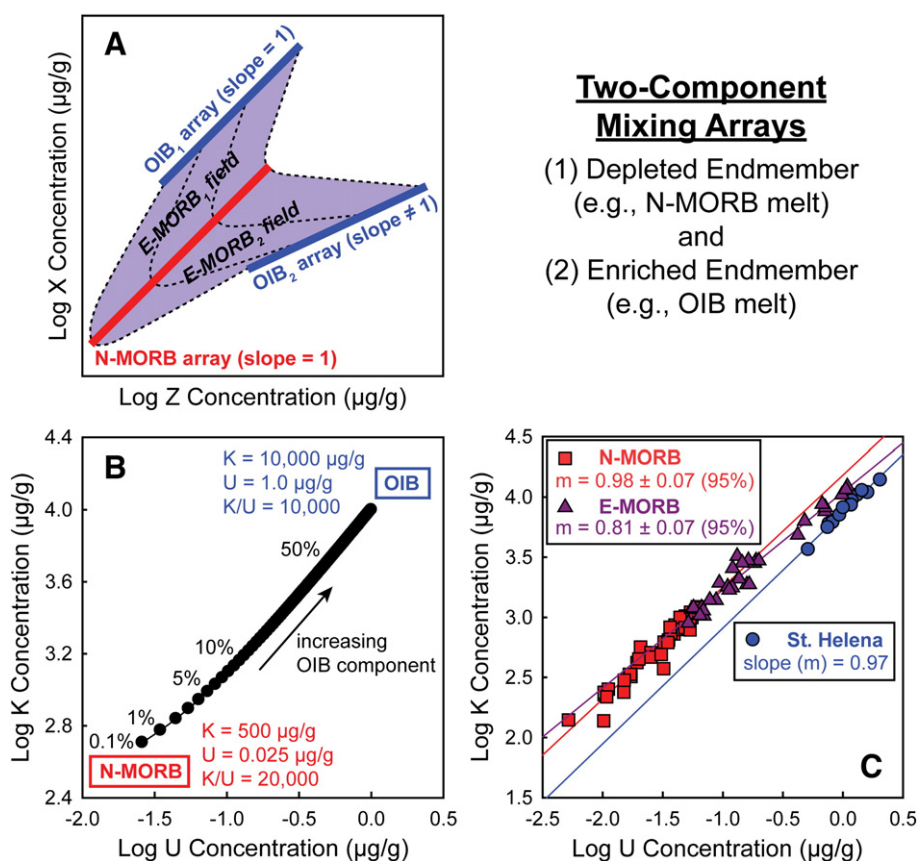 A
Log X Concentration (µg/g)
Log Z Concentration (µg/g)
OIB₁ array (slope = 1)
E-MORB₁ field
E-MORB₂ field
OIB₂ array (slope ≠ 1)
N-MORB array (slope = 1)
Two-Component
Mixing Arrays
(1) Depleted Endmember
(e.g., N-MORB melt)
and
(2) Enriched Endmember
(e.g., OIB melt)
B
Log K Concentration (µg/g)
4.4
4.0
3.6
3.2
2.8
2.4
K = 10,000 µg/g
U = 1.0 µg/g
K/U = 10,000
OIB
50%
10%
5%
1%
0.1%
increasing
OIB component
N-MORB
K = 500 µg/g
U = 0.025 µg/g
K/U = 20,000
-2.0
-1.5
-1.0
-0.5
0.0
0.5
Log U Concentration (µg/g)
Log K Concentration (µg/g)
4.5
4.0
3.5
3.0
2.5
2.0
1.5
N-MORB
m = 0.98 ± 0.07 (95%)
E-MORB
m = 0.81 ± 0.07 (95%)
St. Helena
slope (m) = 0.97
C
-2.5
-2.0
-1.5
-1.0
-0.5
0.0
0.5
Log U Concentration (µg/g)